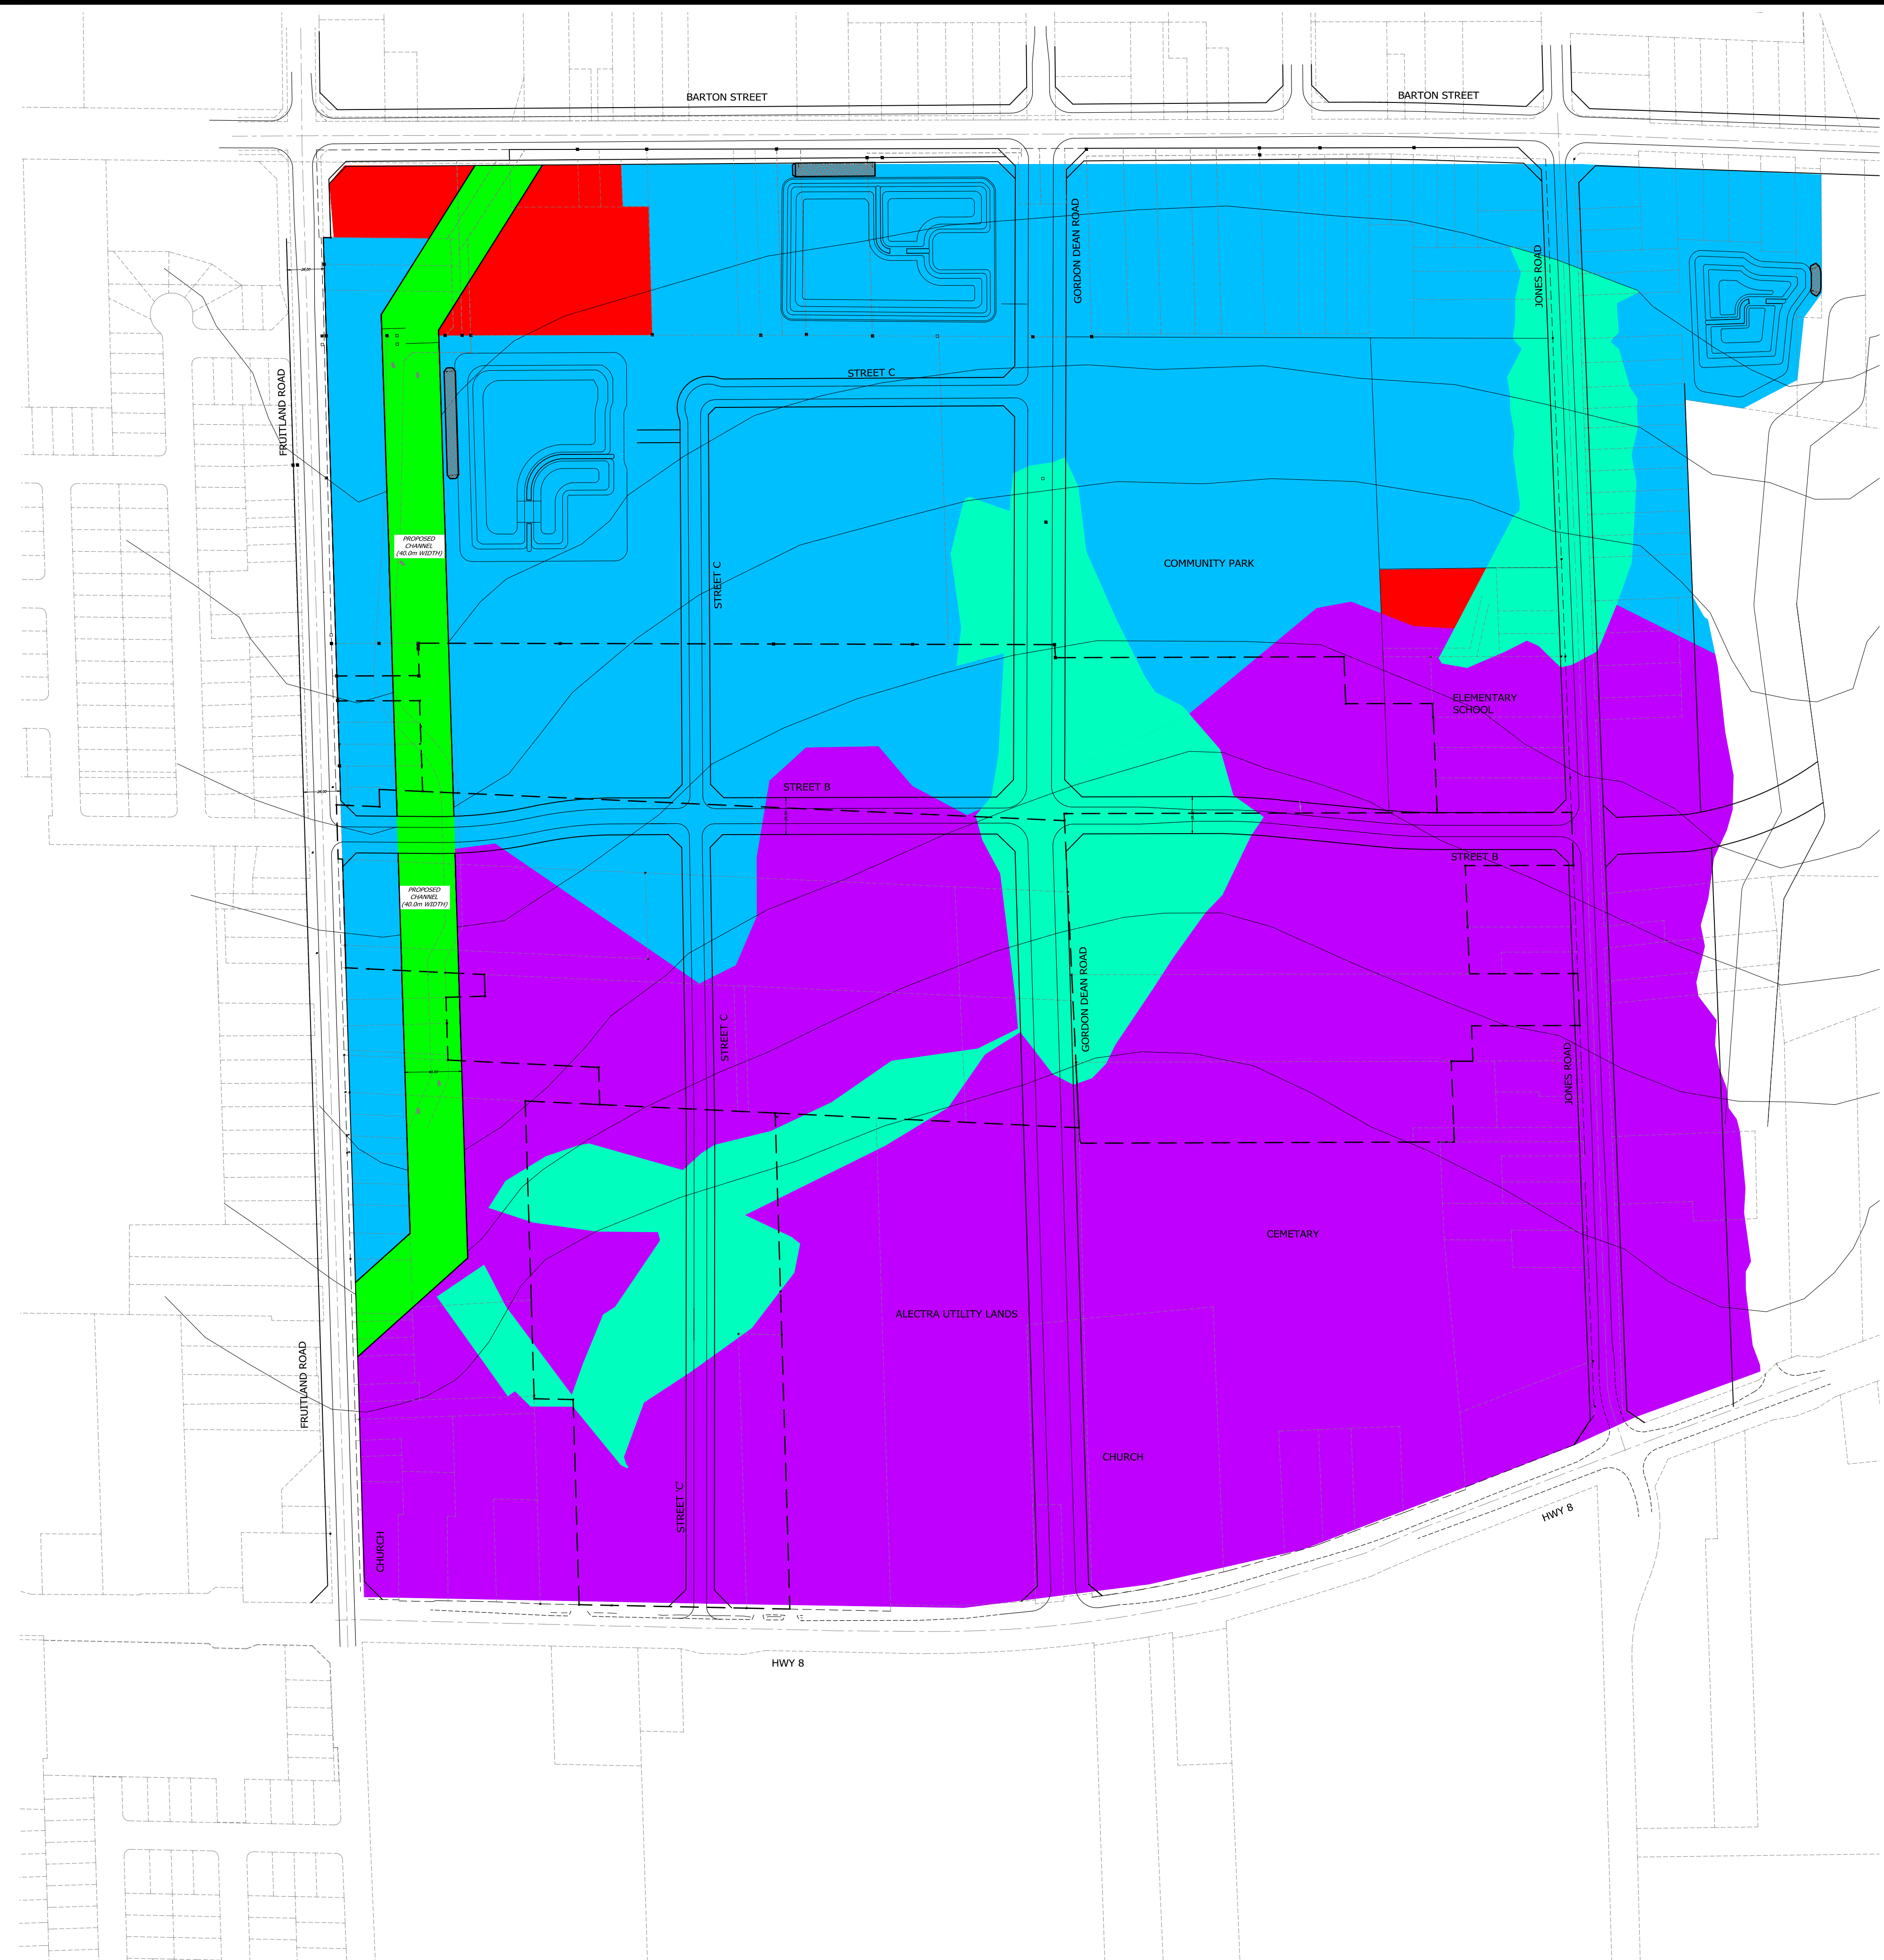 BARTON STREET
BARTON STREET
GORDON DEAN ROAD
JONES ROAD
FRUITLAND ROAD
STREET C
PROPOSED
CHANNEL
(40.0m WIDTH)
STREET C
COMMUNITY PARK
ELEMENTARY
SCHOOL
STREET B
STREET B
PROPOSED
CHANNEL
(40.0m WIDTH)
GORDON DEAN ROAD
STREET C
JONES ROAD
CEMETARY
ALECTRA UTILITY LANDS
FRUITLAND ROAD
CHURCH
STREET 'C'
CHURCH
HWY 8
HWY 8